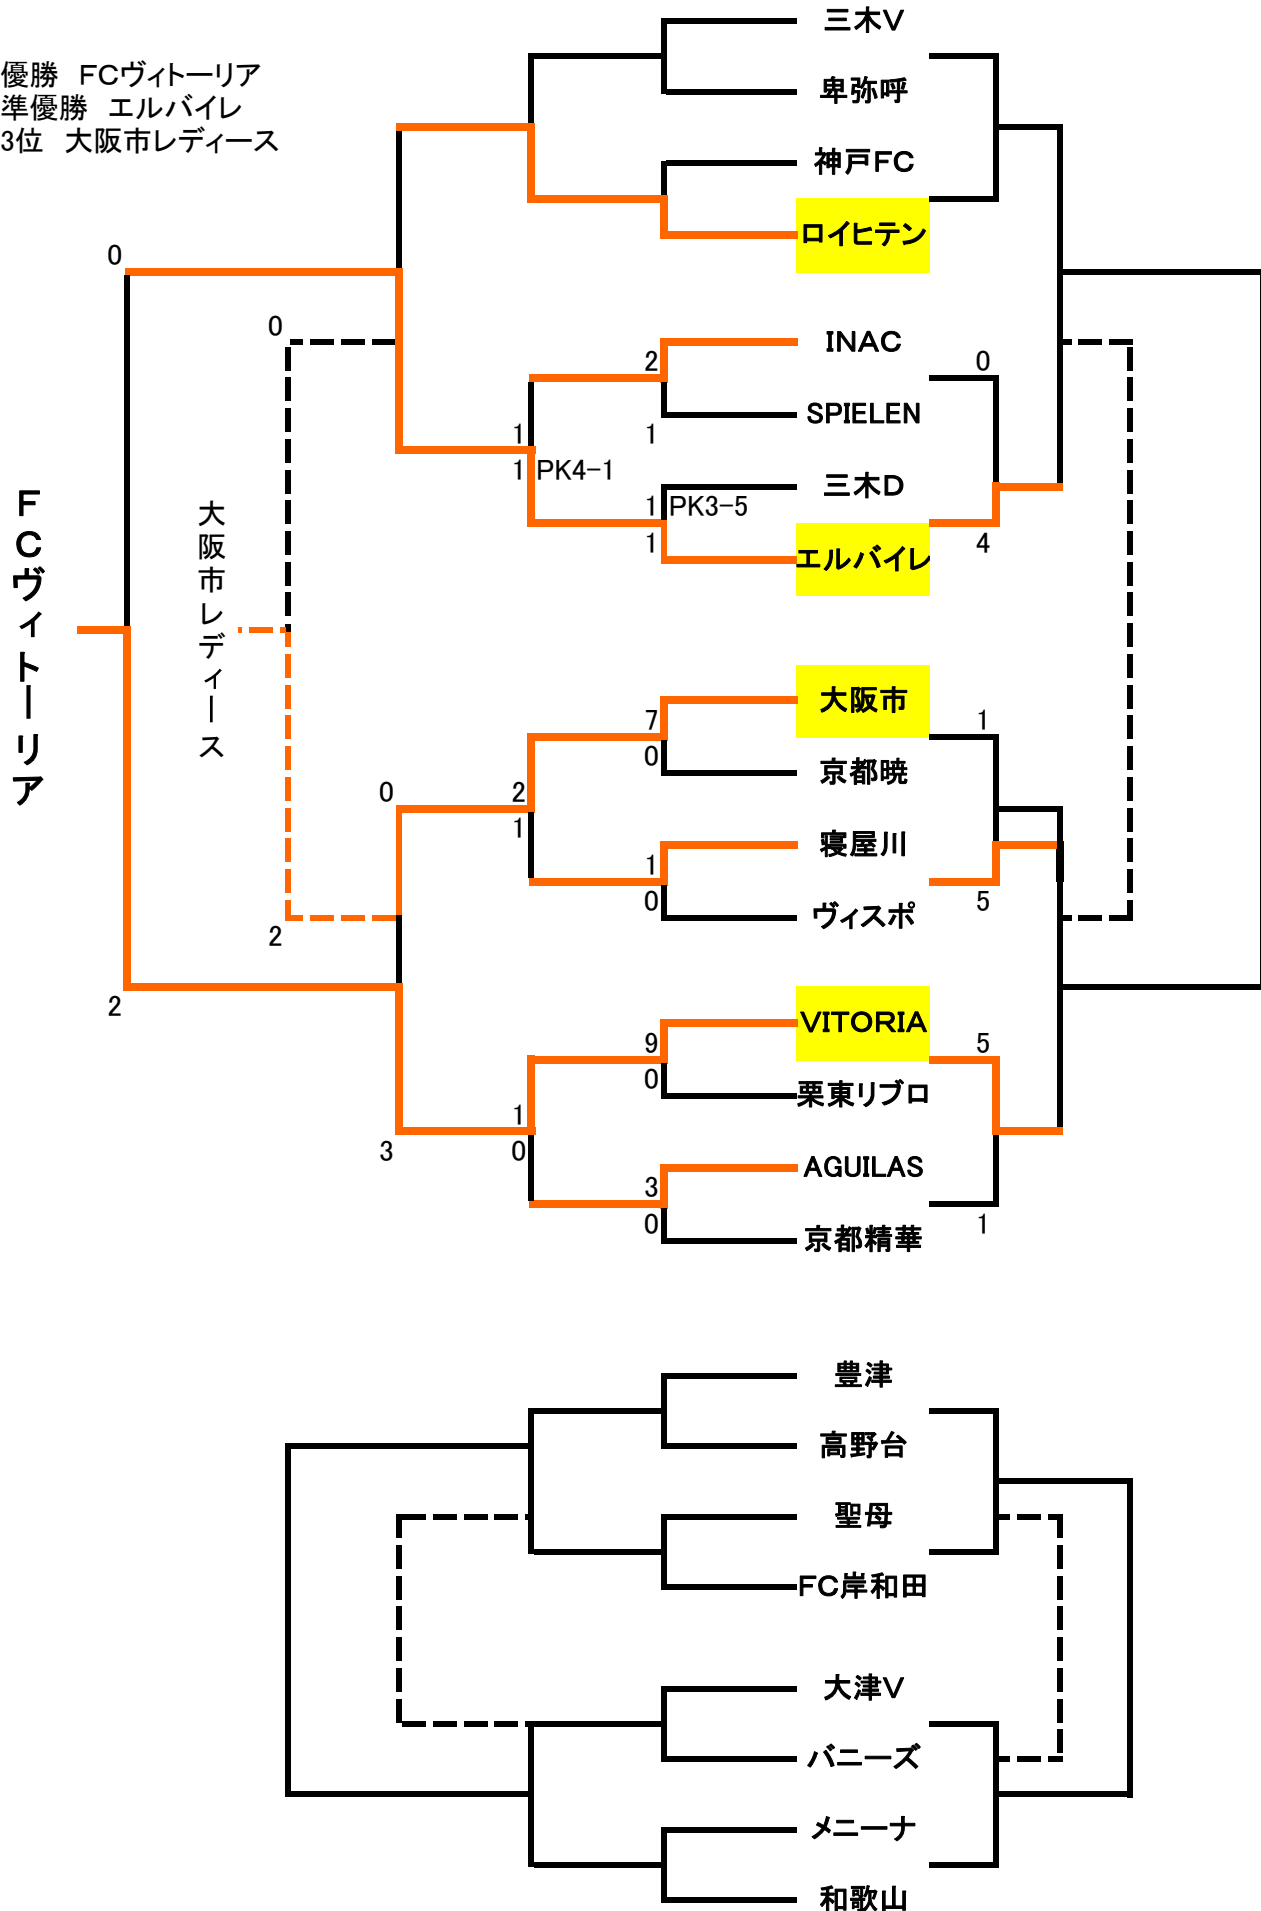 三木V
優勝　FCヴィトーリア
準優勝　エルバイレ
3位　大阪市レディース
卑弥呼
神戸FC
ロイヒテン
0
0
INAC
2
0
SPIELEN
1
1
1 PK4-1
三木D
1 PK3-5
1
エルバイレ
4
FCヴィトーリア
大阪市レディース
大阪市
7
1
0
京都暁
0
2
1
寝屋川
1
0
5
ヴィスポ
2
2
VITORIA
9
5
0
栗東リブロ
1
0
3
AGUILAS
3
0
1
京都精華
豊津
高野台
聖母
FC岸和田
大津V
バニーズ
メニーナ
和歌山